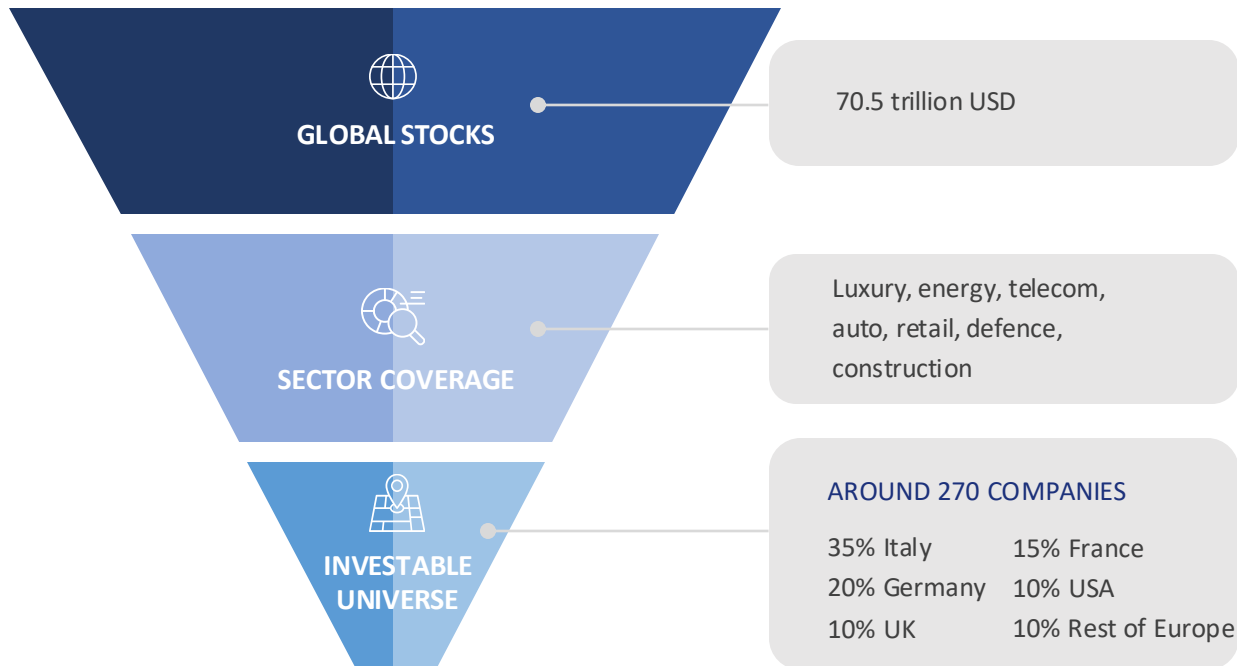 GLOBAL STOCKS
70.5 trillion USD
SECTOR COVERAGE
Luxury, energy, telecom,
auto, retail, defence,
construction
INVESTABLE
UNIVERSE
AROUND 270 COMPANIES
35% Italy
20% Germany
10% UK
15% France
10% USA
10% Rest of Europe